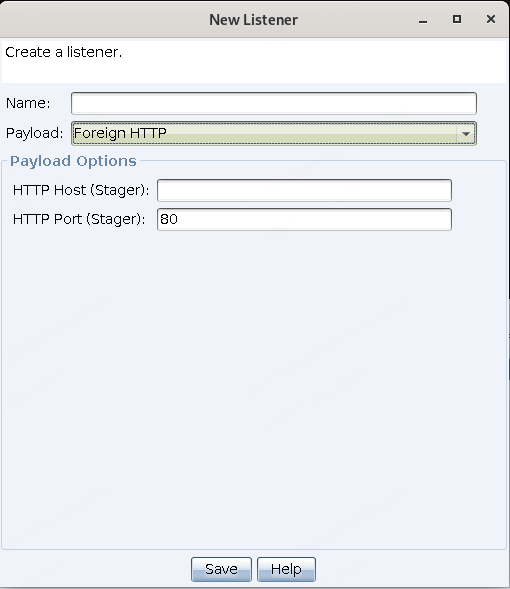 New Listener
Create a listener.
Name:
Payload: Foreign HTTP
Payload Options
HTTP Host (Stager):
HTTP Port (Stager): 80
Save Help